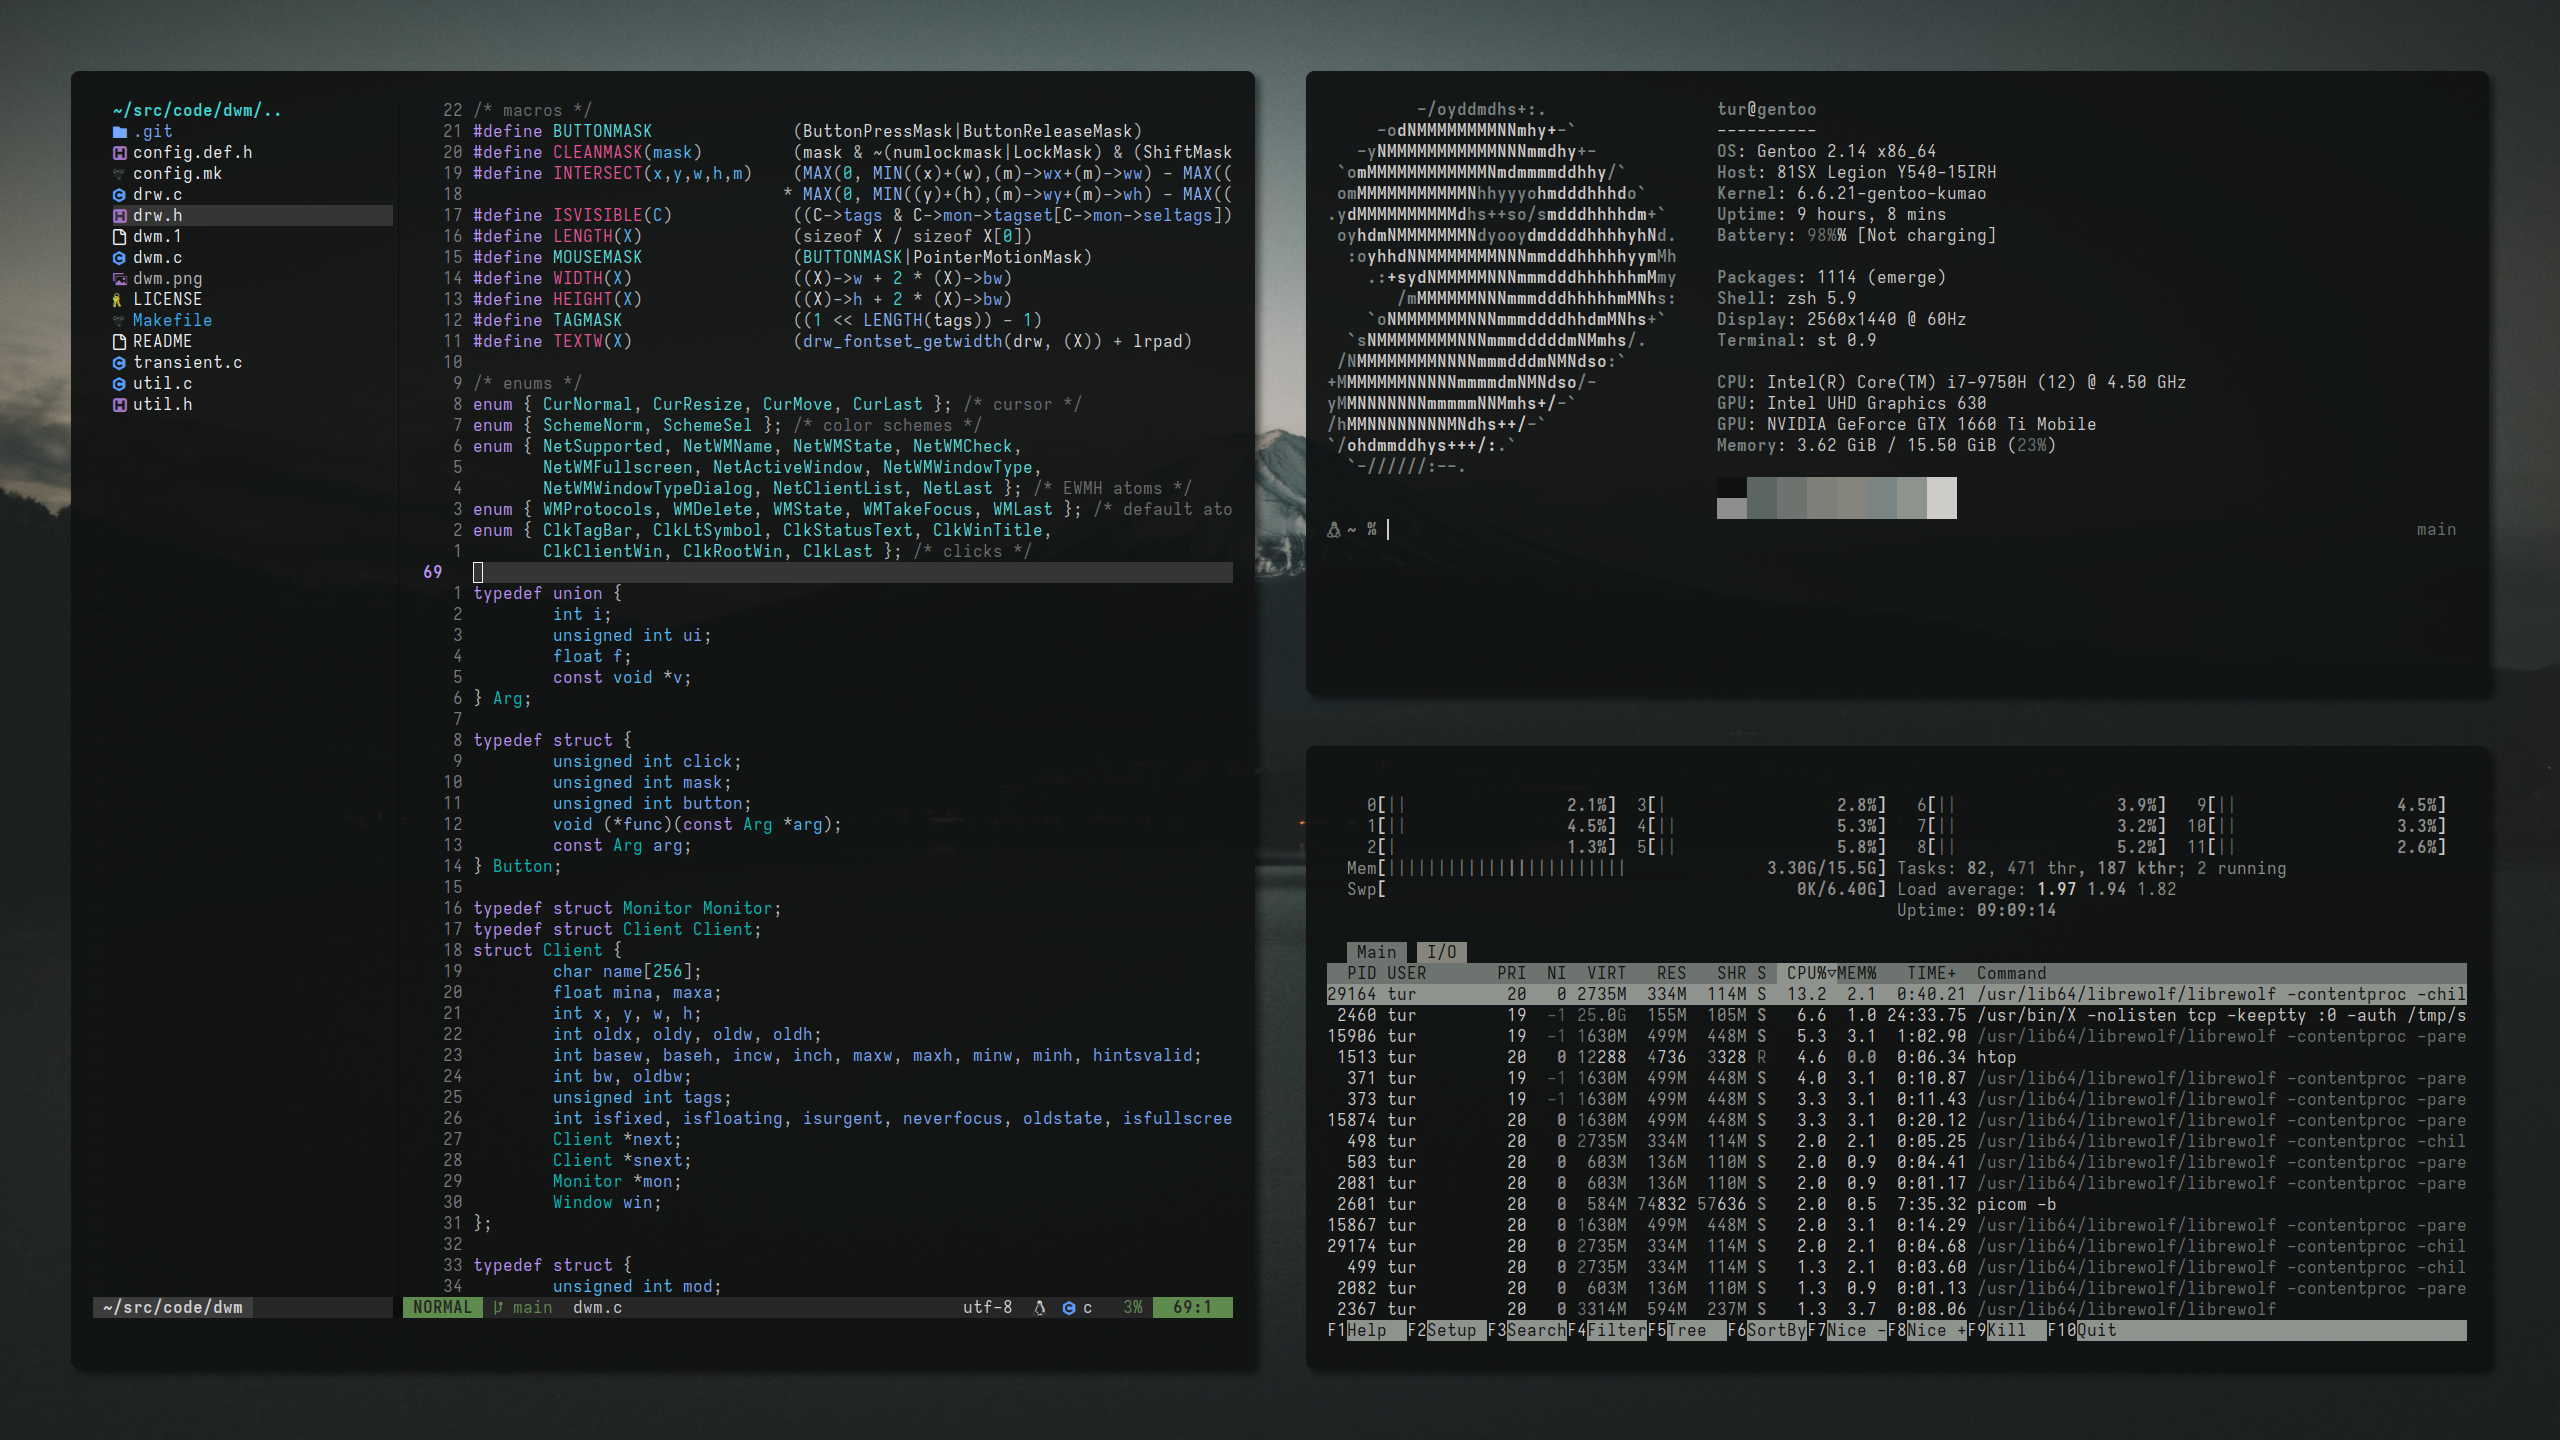 ~/src/code/dwm/..
.git
config.def.h
config.mk
drw.c
drw.h
dwm.1
dwm.c
dwm.png
LICENSE
Makefile
README
transient.c
util.c
util.h
~/src/code/dwm
22 /* macros */
21 #define BUTTONMASK (ButtonPressMask|ButtonReleaseMask)
20 #define CLEANMASK(mask) (mask & ~(numlockmask|LockMask) & (ShiftMask
19 #define INTERSECT(x,y,w,h,m) (MAX(0, MIN((x)+(w),(m)->wx+(m)->ww) - MAX((
18 * MAX(0, MIN((y)+(h),(m)->wy+(m)->wh) - MAX((
17 #define ISVISIBLE(C) ((C->tags & C->mon->tagset[C->mon->seltags])
16 #define LENGTH(X) (sizeof X / sizeof X[0])
15 #define MOUSEMASK (BUTTONMASK|PointerMotionMask)
14 #define WIDTH(X) ((X)->w + 2 * (X)->bw)
13 #define HEIGHT(X) ((X)->h + 2 * (X)->bw)
12 #define TAGMASK ((1 << LENGTH(tags)) - 1)
11 #define TEXTW(X) (drw_fontset_getwidth(drw, (X)) + lrpad)
10
9 /* enums */
8 enum { CurNormal, CurResize, CurMove, CurLast }; /* cursor */
7 enum { SchemeNorm, SchemeSel }; /* color schemes */
6 enum { NetSupported, NetWMName, NetWMState, NetWMCheck,
5 NetWMFullscreen, NetActiveWindow, NetWMWindowType,
4 NetWMWindowTypeDialog, NetClientList, NetLast }; /* EWMH atoms */
3 enum { WMProtocols, WMDelete, WMState, WMTakeFocus, WMLast }; /* default ato
2 enum { ClkTagBar, ClkLtSymbol, ClkStatusText, ClkWinTitle,
1 ClkClientWin, ClkRootWin, ClkLast }; /* clicks */
69
1 typedef union {
2 int i;
3 unsigned int ui;
4 float f;
5 const void *v;
6 } Arg;
7
8 typedef struct {
9 unsigned int click;
10 unsigned int mask;
11 unsigned int button;
12 void (*func)(const Arg *arg);
13 const Arg arg;
14 } Button;
15
16 typedef struct Monitor Monitor;
17 typedef struct Client Client;
18 struct Client {
19 char name[256];
20 float mina, maxa;
21 int x, y, w, h;
22 int oldx, oldy, oldw, oldh;
23 int basew, baseh, incw, inch, maxw, maxh, minw, minh, hintsvalid;
24 int bw, oldbw;
25 unsigned int tags;
26 int isfixed, isfloating, isurgent, neverfocus, oldstate, isfullscree
27 Client *next;
28 Client *snext;
29 Monitor *mon;
30 Window win;
31 };
32
33 typedef struct {
34 unsigned int mod;
NORMAL main dwm.c utf-8 c 3% 69:1
-/oyddmdhs+:.
-odNMMMMMMMMNNmhy+-`
-yNMMMMMMMMMMMNNNmmdhy+-
`omMMMMMMMMMMMMNmdmmmmddhhy/`
omMMMMMMMMMMMNhhyyyohmdddhhhdo`
.ydMMMMMMMMMMdhs++so/smdddhhhhdm+`
oyhdmNMMMMMMMNdyooydmddddhhhhyhNd.
:oyhhdNNMMMMMMMNNNmmdddhhhhhyymMh
.:+sydNMMMMMNNNmmmdddhhhhhhmMmy
/mMMMMMMNNNmmmdddhhhhhmMNhs:
`oNMMMMMMMNNNmmmddddhhdmMNhs+`
`sNMMMMMMMMNNNmmmdddddmNMmhs/.
/NMMMMMMMMNNNNmmmdddmNMNdso:`
+MMMMMMMNNNNNmmmmdmNMNdso/-
yMMNNNNNNNmmmmmNNMmhs+/-`
/hMMNNNNNNNNMNdhs++/-`
`/ohdmmddhys+++/:.`
`-//////:--.
tur@gentoo
----------
OS: Gentoo 2.14 x86_64
Host: 81SX Legion Y540-15IRH
Kernel: 6.6.21-gentoo-kumao
Uptime: 9 hours, 8 mins
Battery: 98%% [Not charging]
Packages: 1114 (emerge)
Shell: zsh 5.9
Display: 2560x1440 @ 60Hz
Terminal: st 0.9
CPU: Intel(R) Core(TM) i7-9750H (12) @ 4.50 GHz
GPU: Intel UHD Graphics 630
GPU: NVIDIA GeForce GTX 1660 Ti Mobile
Memory: 3.62 GiB / 15.50 GiB (23%)
~ % main
0[|| 2.1%] 3[| 2.8%] 6[|| 3.9%] 9[|| 4.5%]
1[|| 4.5%] 4[|| 5.3%] 7[|| 3.2%] 10[|| 3.3%]
2[| 1.3%] 5[|| 5.8%] 8[|| 5.2%] 11[|| 2.6%]
Mem[|||||||||||||||||||||||| 3.30G/15.5G] Tasks: 82, 471 thr, 187 kthr; 2 running
Swp[ 0K/6.40G] Load average: 1.97 1.94 1.82
Uptime: 09:09:14
Main I/O
PID USER PRI NI VIRT RES SHR S CPU%▽MEM% TIME+ Command
29164 tur 20 0 2735M 334M 114M S 13.2 2.1 0:40.21 /usr/lib64/librewolf/librewolf -contentproc -chil
2460 tur 19 -1 25.0G 155M 105M S 6.6 1.0 24:33.75 /usr/bin/X -nolisten tcp -keeptty :0 -auth /tmp/s
15906 tur 19 -1 1630M 499M 448M S 5.3 3.1 1:02.90 /usr/lib64/librewolf/librewolf -contentproc -pare
1513 tur 20 0 12288 4736 3328 R 4.6 0.0 0:06.34 htop
371 tur 19 -1 1630M 499M 448M S 4.0 3.1 0:10.87 /usr/lib64/librewolf/librewolf -contentproc -pare
373 tur 19 -1 1630M 499M 448M S 3.3 3.1 0:11.43 /usr/lib64/librewolf/librewolf -contentproc -pare
15874 tur 20 0 1630M 499M 448M S 3.3 3.1 0:20.12 /usr/lib64/librewolf/librewolf -contentproc -pare
498 tur 20 0 2735M 334M 114M S 2.0 2.1 0:05.25 /usr/lib64/librewolf/librewolf -contentproc -chil
503 tur 20 0 603M 136M 110M S 2.0 0.9 0:04.41 /usr/lib64/librewolf/librewolf -contentproc -pare
2081 tur 20 0 603M 136M 110M S 2.0 0.9 0:01.17 /usr/lib64/librewolf/librewolf -contentproc -pare
2601 tur 20 0 584M 74832 57636 S 2.0 0.5 7:35.32 picom -b
15867 tur 20 0 1630M 499M 448M S 2.0 3.1 0:14.29 /usr/lib64/librewolf/librewolf -contentproc -pare
29174 tur 20 0 2735M 334M 114M S 2.0 2.1 0:04.68 /usr/lib64/librewolf/librewolf -contentproc -chil
499 tur 20 0 2735M 334M 114M S 1.3 2.1 0:03.60 /usr/lib64/librewolf/librewolf -contentproc -chil
2082 tur 20 0 603M 136M 110M S 1.3 0.9 0:01.13 /usr/lib64/librewolf/librewolf -contentproc -pare
2367 tur 20 0 3314M 594M 237M S 1.3 3.7 0:08.06 /usr/lib64/librewolf/librewolf
F1Help F2Setup F3SearchF4FilterF5Tree F6SortByF7Nice -F8Nice +F9Kill F10Quit